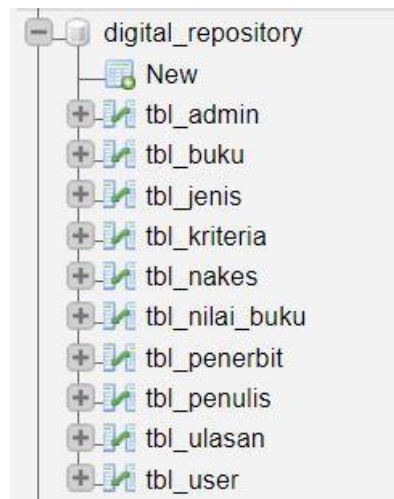 digital_repository
New
tbl_admin
tbl_buku
tbl_jenis
tbl_kriteria
tbl_nakes
tbl_nilai_buku
tbl_penerbit
tbl_penulis
tbl_ulasan
tbl_user